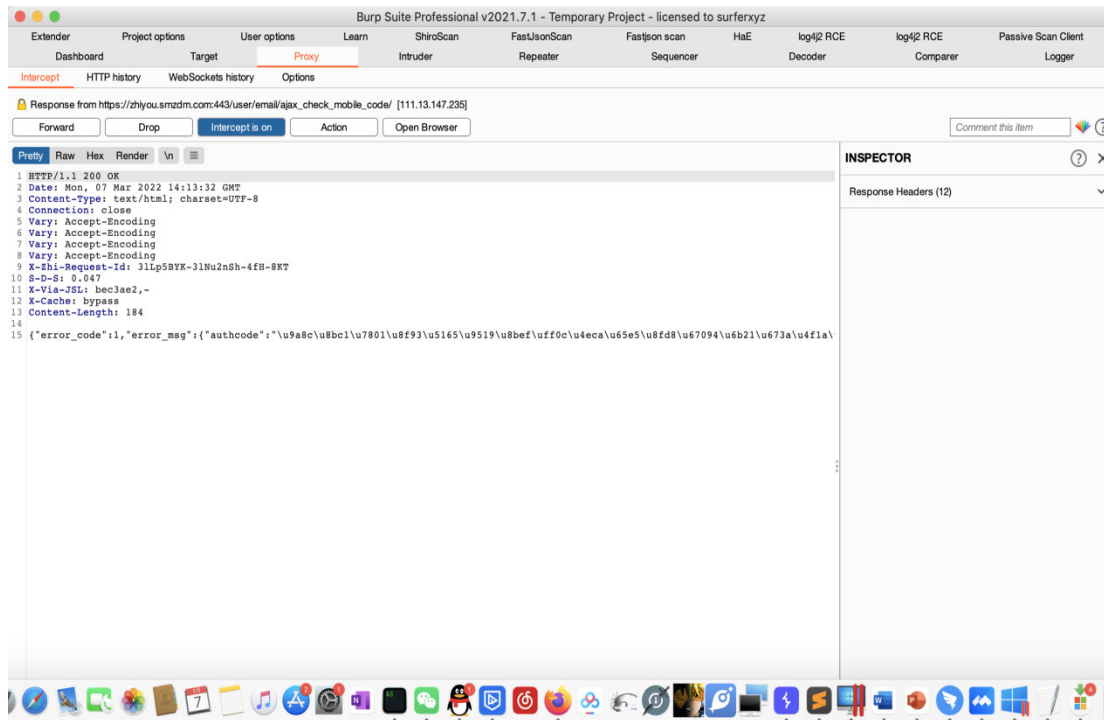 Burp Suite Professional v2021.7.1 - Temporary Project - licensed to surferxyz
Extender Project options User options Learn ShiroScan FastJsonScan Fastjson scan HaE log4j2 RCE log4j2 RCE Passive Scan Client
Dashboard Target Proxy Intruder Repeater Sequencer Decoder Comparer Logger
Intercept HTTP history WebSockets history Options
Response from https://zhiyou.smzdm.com:443/user/email/ajax_check_mobile_code/ [111.13.147.235]
Forward Drop Intercept is on Action Open Browser Comment this item ?
Pretty Raw Hex Render \n
INSPECTOR ?
Response Headers (12)
1 HTTP/1.1 200 OK
2 Date: Mon, 07 Mar 2022 14:13:32 GMT
3 Content-Type: text/html; charset=UTF-8
4 Connection: close
5 Vary: Accept-Encoding
6 Vary: Accept-Encoding
7 Vary: Accept-Encoding
8 Vary: Accept-Encoding
9 X-Zhi-Request-Id: 3lLp5BYK-3lNu2nSh-4fH-8KT
10 S-D-S: 0.047
11 X-Via-JSL: bec3ae2,-
12 X-Cache: bypass
13 Content-Length: 184
14
15 {"error_code":1,"error_msg":{"authcode":"\u9a8c\u8bc1\u7801\u8f93\u5165\u9519\u8bef\uff0c\u4eca\u65e5\u8fd8\u67094\u6b21\u673a\u4f1a\
7